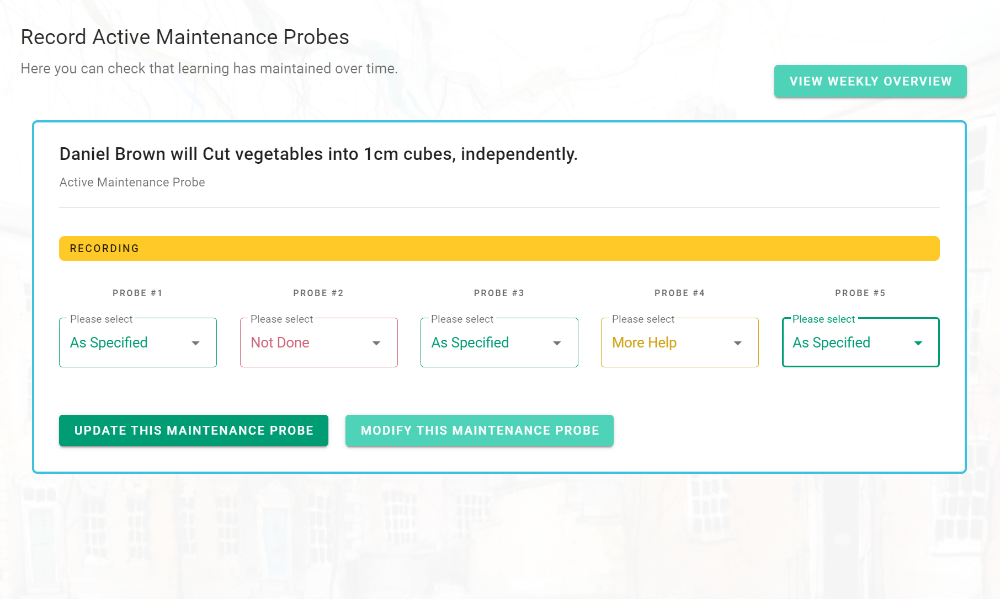 Record Active Maintenance Probes
Here you can check that learning has maintained over time.
VIEW WEEKLY OVERVIEW
Daniel Brown will Cut vegetables into 1cm cubes, independently.
Active Maintenance Probe
RECORDING
PROBE #1 PROBE #2 PROBE #3 PROBE #4 PROBE #5
Please select Please select Please select Please select Please select
As Specified Not Done As Specified More Help As Specified
UPDATE THIS MAINTENANCE PROBE MODIFY THIS MAINTENANCE PROBE